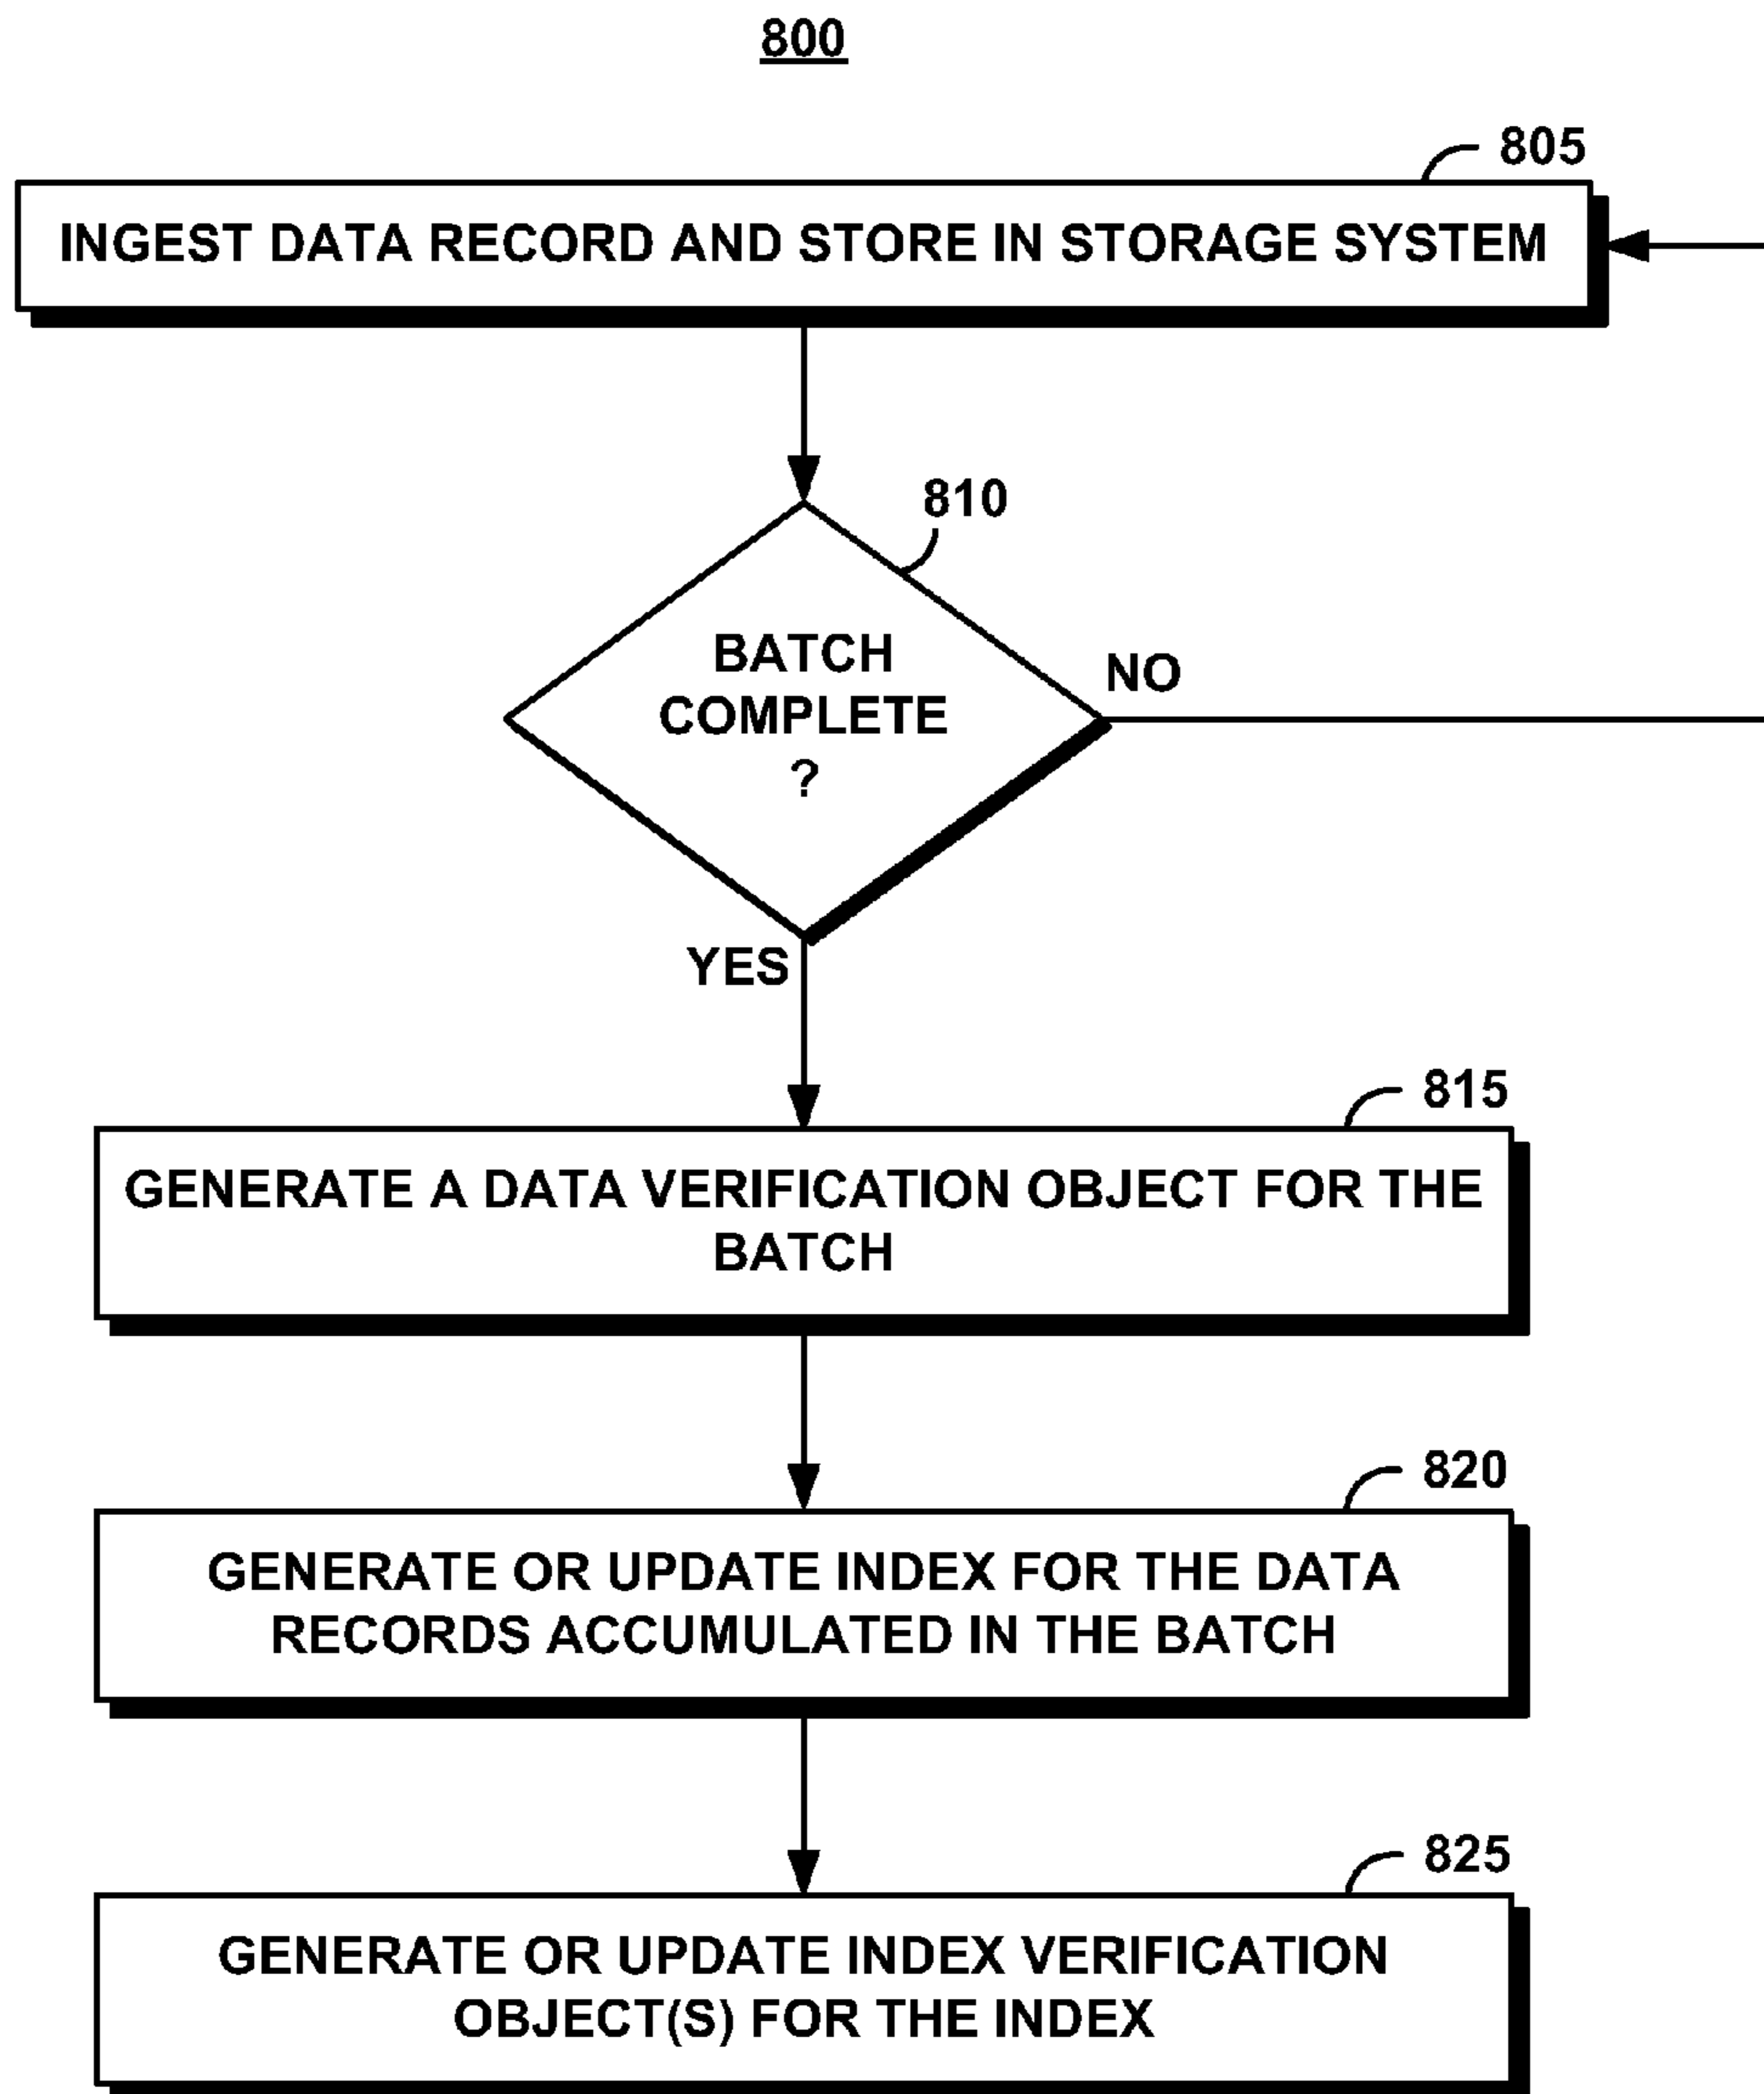 800
805
INGEST DATA RECORD AND STORE IN STORAGE SYSTEM
810
BATCH
COMPLETE
?
NO
YES
815
GENERATE A DATA VERIFICATION OBJECT FOR THE
BATCH
820
GENERATE OR UPDATE INDEX FOR THE DATA
RECORDS ACCUMULATED IN THE BATCH
825
GENERATE OR UPDATE INDEX VERIFICATION
OBJECT(S) FOR THE INDEX